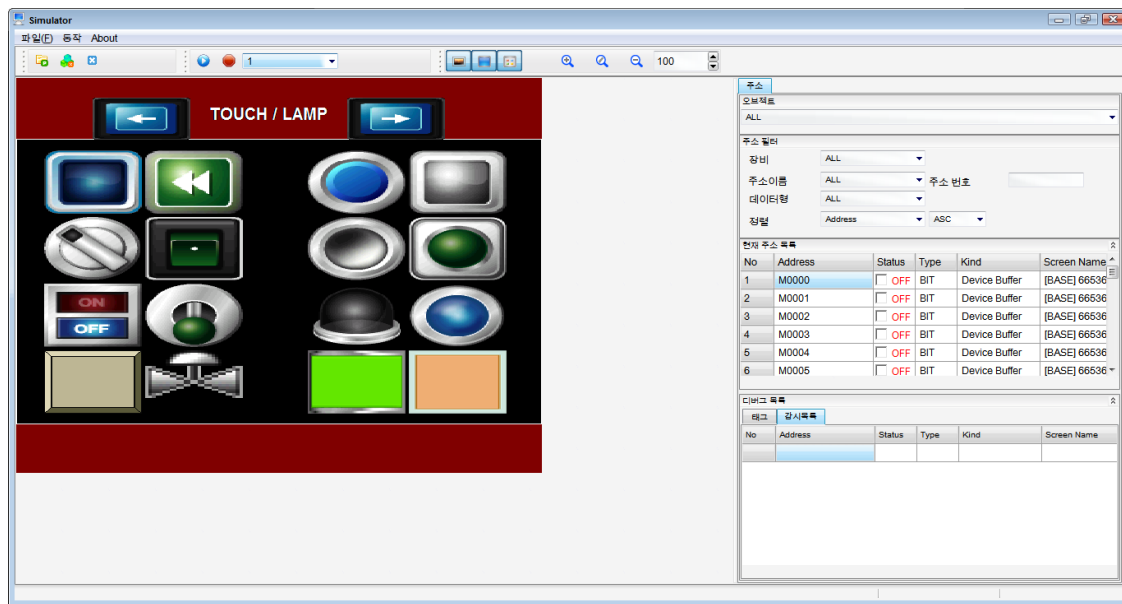 Simulator
파일(F) 동작 About
1 100
TOUCH / LAMP
ON
OFF
주소
오브젝트
ALL
주소 필터
장비 ALL
주소이름 ALL 주소 번호
데이터형 ALL
정렬 Address ASC
현재 주소 목록
No Address Status Type Kind Screen Name
1 M0000 OFF BIT Device Buffer [BASE] 66536
2 M0001 OFF BIT Device Buffer [BASE] 66536
3 M0002 OFF BIT Device Buffer [BASE] 66536
4 M0003 OFF BIT Device Buffer [BASE] 66536
5 M0004 OFF BIT Device Buffer [BASE] 66536
6 M0005 OFF BIT Device Buffer [BASE] 66536
디버그 목록
태그 감시목록
No Address Status Type Kind Screen Name